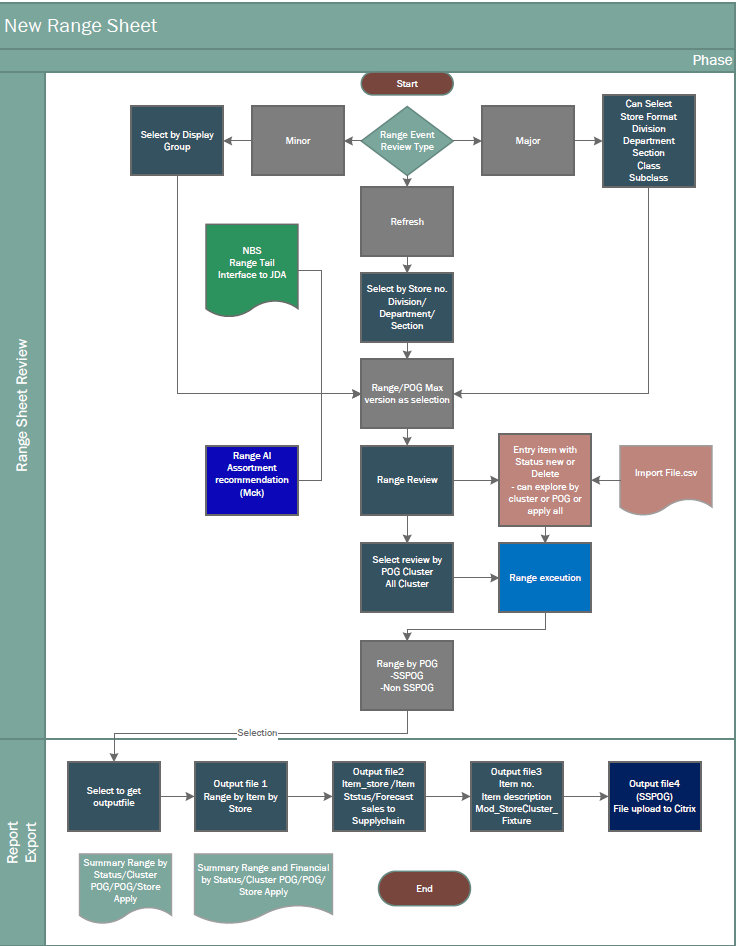 New Range Sheet
Phase
Range Sheet Review
Start
Select by Display
Group
Minor
Range Event
Review Type
Major
Can Select
Store Format
Division
Department
Section
Class
Subclass
Refresh
NBS
Range Tail
Interface to JDA
Select by Store no.
Division/
Department/
Section
Range/POG Max
version as selection
Range AI
Assortment
recommendation
(Mck)
Range Review
Entry item with
Status new or
Delete
- can explore by
cluster or POG or
apply all
Import File.csv
Select review by
POG Cluster
All Cluster
Range exceution
Range by POG
-SSPOG
-Non SSPOG
Selection
Report
Export
Select to get
outputfile
Output file 1
Range by Item by
Store
Output file2
Item_store /Item
Ststus/Forecast
sales to
Supplychain
Output file3
Item no.
Item description
Mod_StoreCluster_
Fixture
Output file4
(SSPOG)
File upload to Citrix
Summary Range by
Status/Cluster
POG/POG/Store
Apply
Summary Range and Financial
by Status/Cluster POG/POG/
Store Apply
End